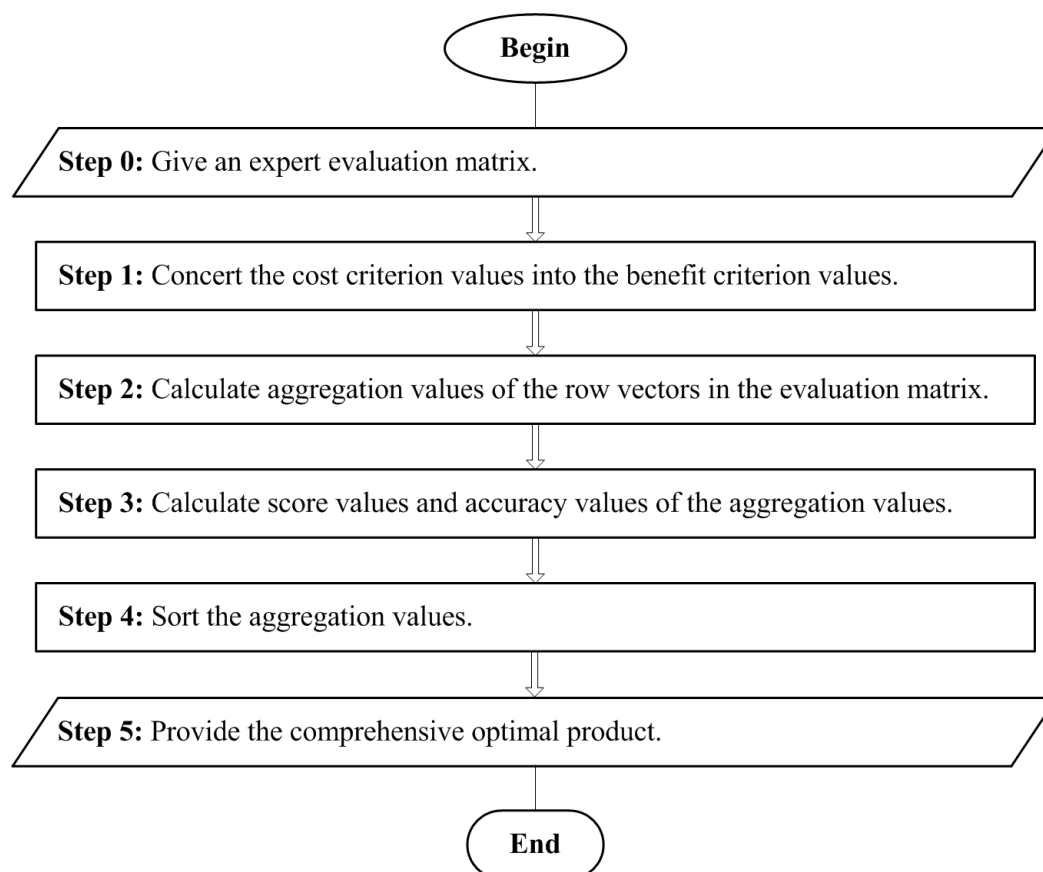 Begin
Step 0: Give an expert evaluation matrix.
Step 1: Concert the cost criterion values into the benefit criterion values.
Step 2: Calculate aggregation values of the row vectors in the evaluation matrix.
Step 3: Calculate score values and accuracy values of the aggregation values.
Step 4: Sort the aggregation values.
Step 5: Provide the comprehensive optimal product.
End